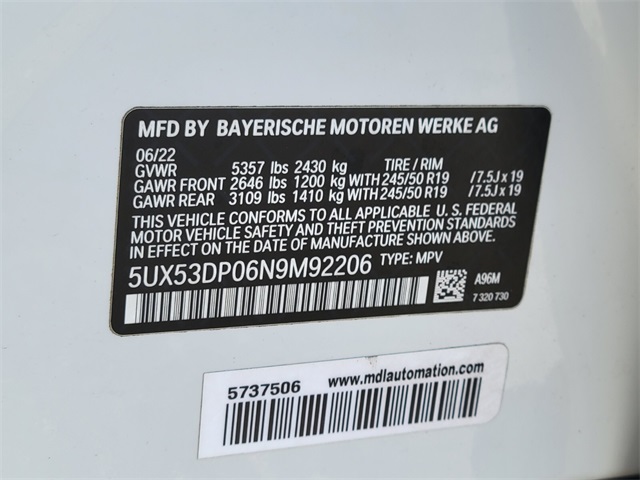 MFD BY BAYERISCHE MOTOREN WERKE AG
06/22
GVWR 5357 lbs 2430 kg TIRE / RIM
GAWR FRONT 2646 lbs 1200 kg WITH 245/50 R19 / 7.5J x 19
GAWR REAR 3109 lbs 1410 kg WITH 245/50 R19 / 7.5J x 19
THIS VEHICLE CONFORMS TO ALL APPLICABLE U. S. FEDERAL
MOTOR VEHICLE SAFETY AND THEFT PREVENTION STANDARDS
IN EFFECT ON THE DATE OF MANUFACTURE SHOWN ABOVE.
5UX53DP06N9M92206 TYPE: MPV
A96M
7 320 730
5737506 www.mdlautomation.com